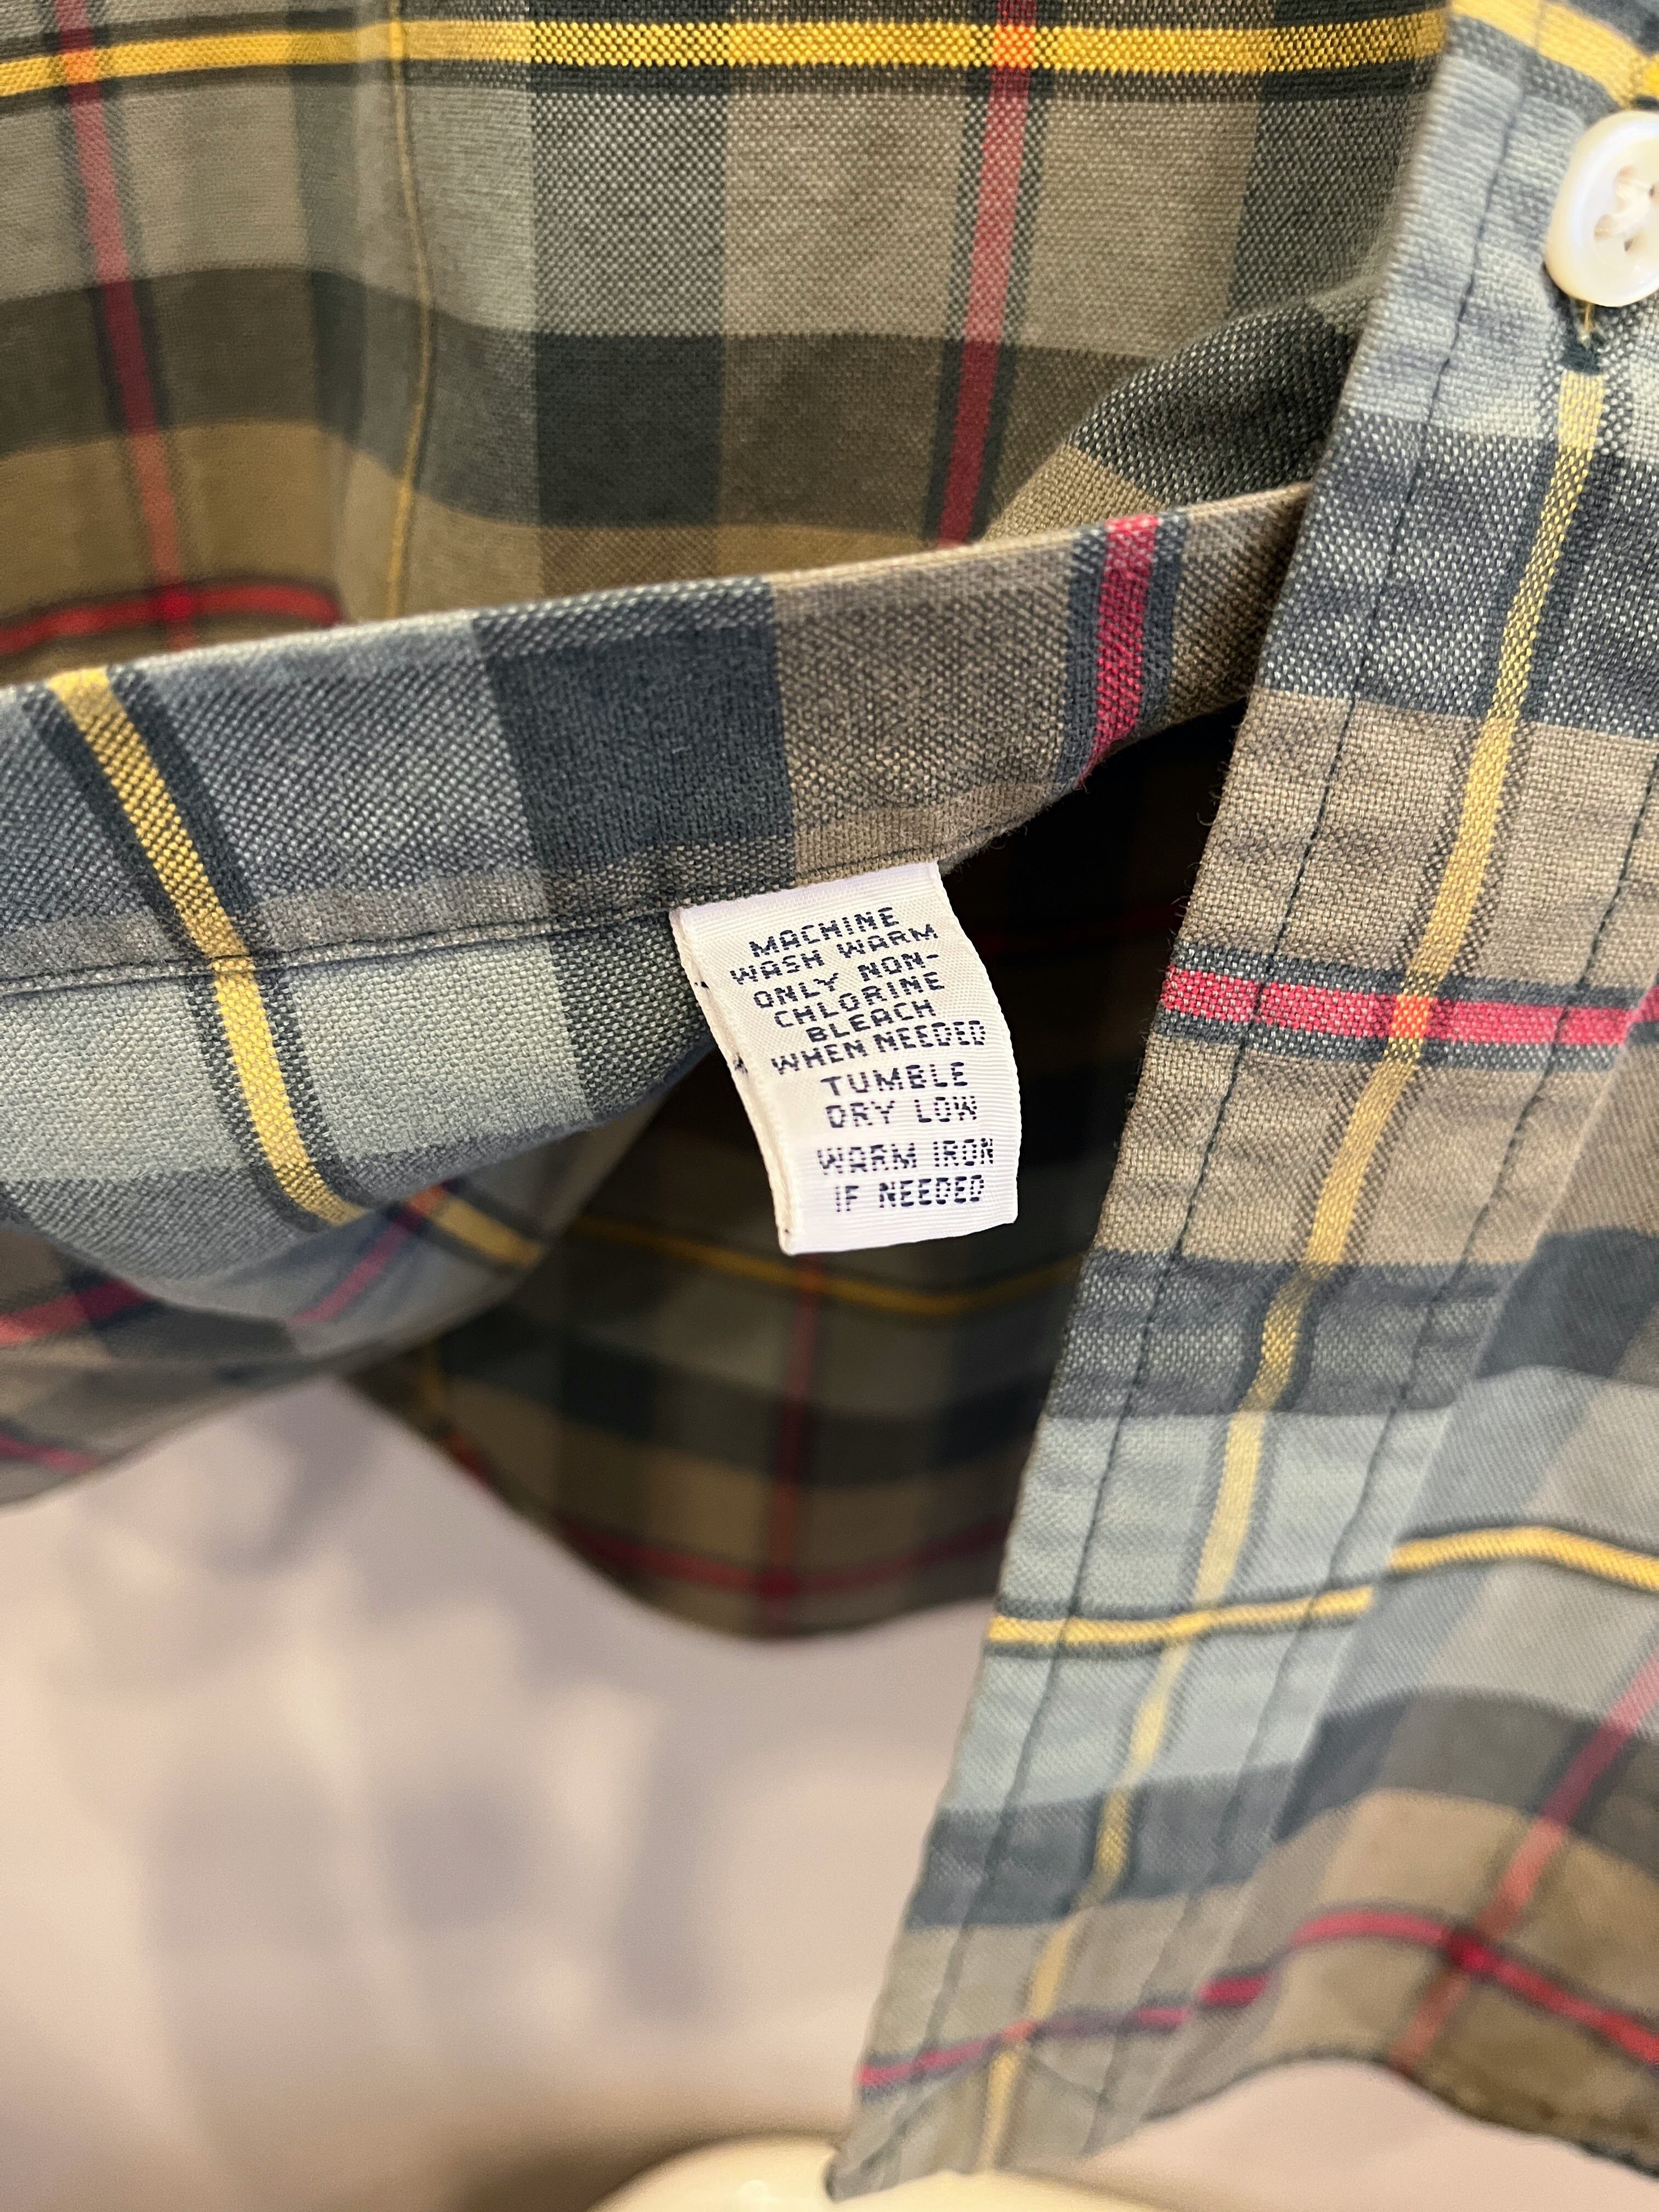 MACHINE
WASH WARM
ONLY NON-
CHLORINE
BLEACH
WHEN NEEDED
TUMBLE
DRY LOW
WARM IRON
IF NEEDED